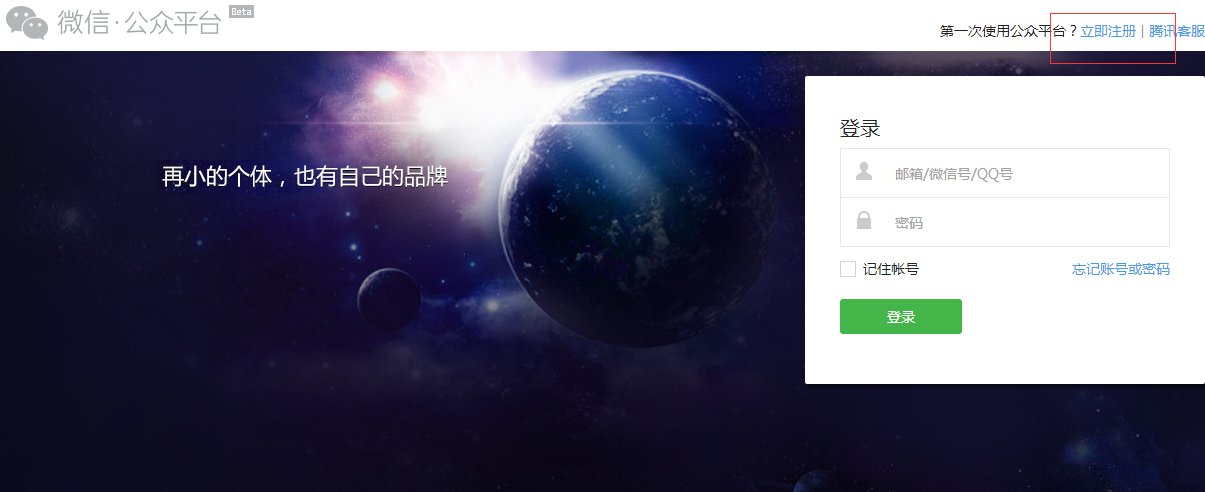 微信·公众平台 Beta
第一次使用公众平台？立即注册 | 腾讯客服
再小的个体，也有自己的品牌
登录
邮箱/微信号/QQ号
密码
记住帐号 忘记账号或密码
登录